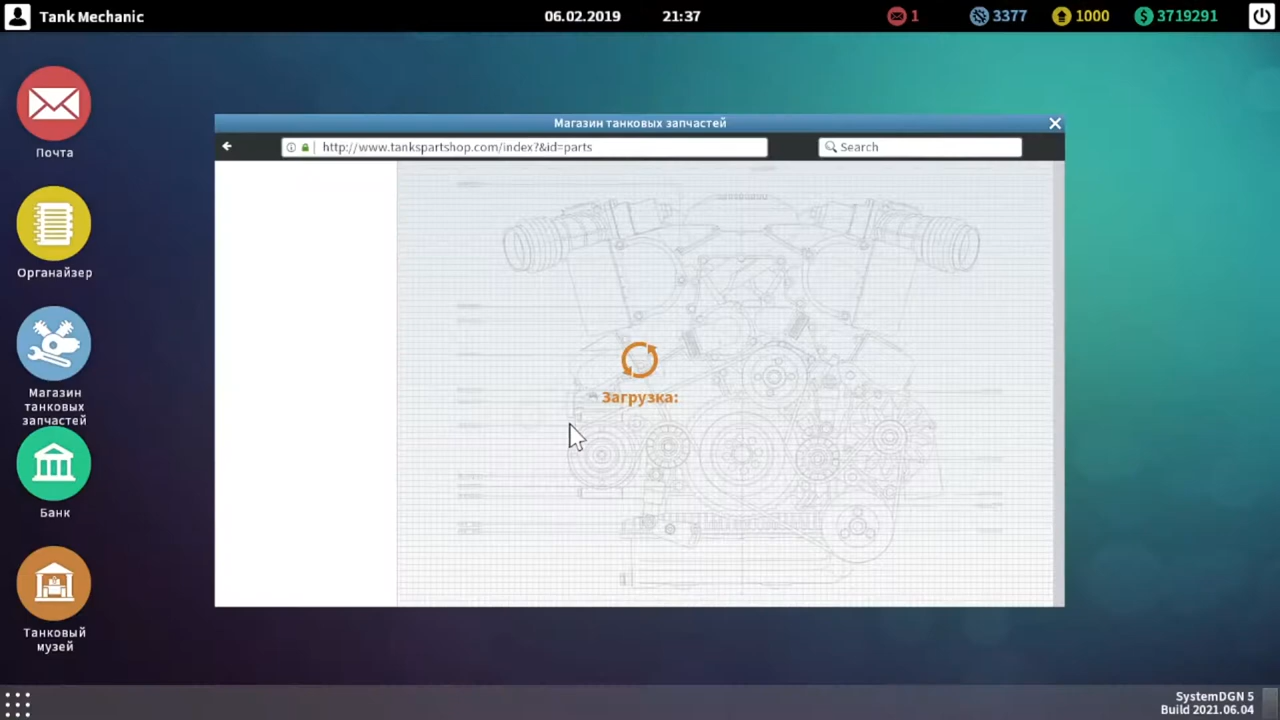 Tank Mechanic
06.02.2019
21:37
1
3377
1000
3719291
Почта
Органайзер
Магазин
танковых
запчастей
Банк
Танковый
музей
Магазин танковых запчастей
http://www.tankspartshop.com/index?&id=parts
Search
Загрузка:
SystemDGN 5
Build 2021.06.04